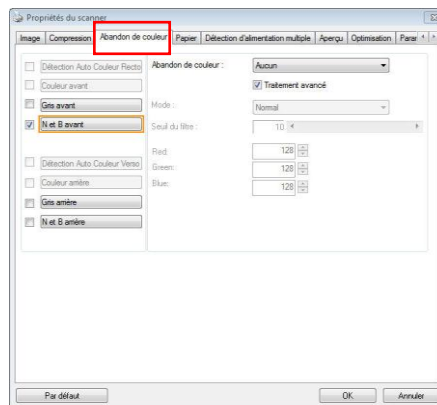 Propriétés du scanner
Image Compression Abandon de couleur Papier Détection d'alimentation multiple Aperçu Optimisation Parar
Détection Auto Couleur Recto
Couleur avant
Gris avant
N et B avant
Détection Auto Couleur Verso
Couleur arrière
Gris arrière
N et B arrière
Abandon de couleur : Aucun
Traitement avancé
Mode : Normal
Seuil du filtre : 10
Red: 128
Green: 128
Blue: 128
Par défaut OK Annuler